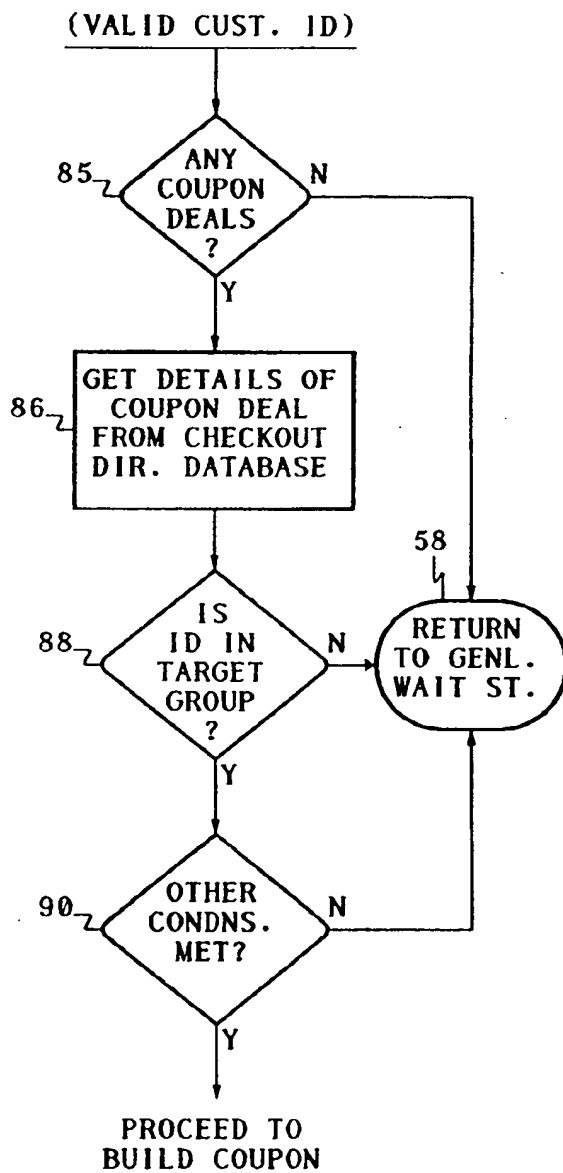 (VALID CUST. ID)
85
ANY
COUPON
DEALS
?
N
Y
86
GET DETAILS OF
COUPON DEAL
FROM CHECKOUT
DIR. DATABASE
58
RETURN
TO GENL.
WAIT ST.
88
IS
ID IN
TARGET
GROUP
?
N
Y
90
OTHER
CONDNS.
MET?
N
Y
PROCEED TO
BUILD COUPON